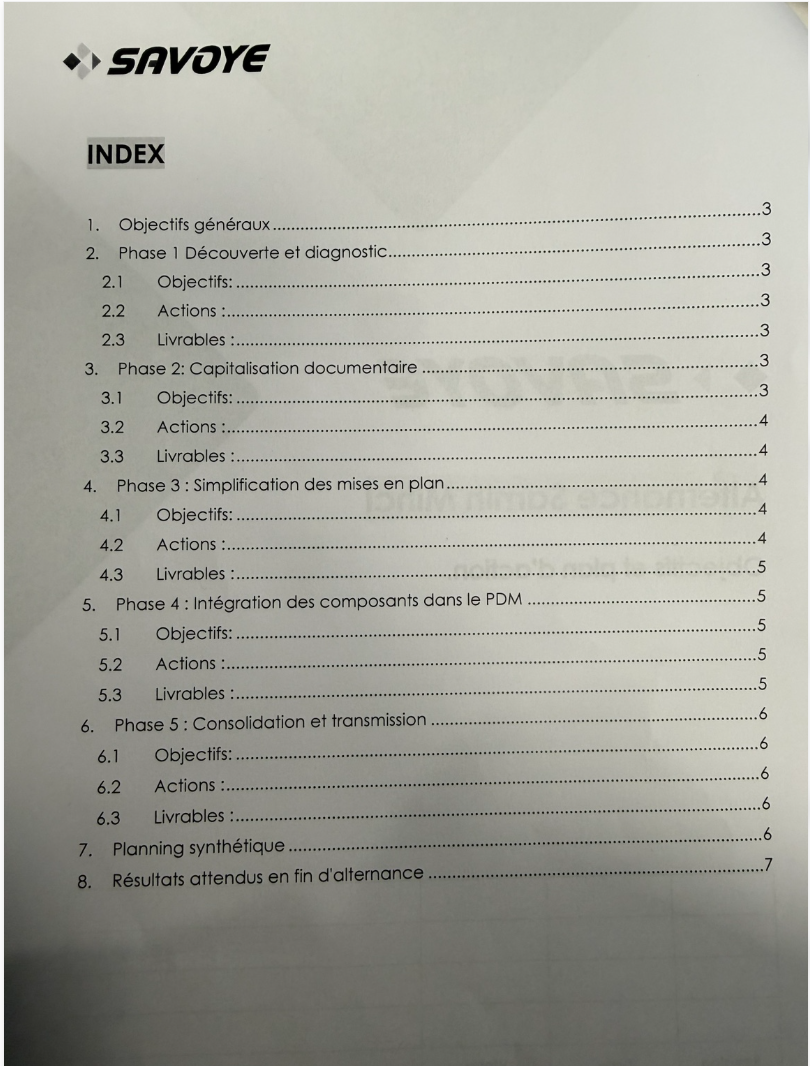 SAVOYE
INDEX
1. Objectifs généraux ... 3
2. Phase 1 Découverte et diagnostic ... 3
2.1 Objectifs: ... 3
2.2 Actions : ... 3
2.3 Livrables : ... 3
3. Phase 2: Capitalisation documentaire ... 3
3.1 Objectifs: ... 3
3.2 Actions : ... 4
3.3 Livrables : ... 4
4. Phase 3 : Simplification des mises en plan ... 4
4.1 Objectifs: ... 4
4.2 Actions : ... 4
4.3 Livrables : ... 5
5. Phase 4 : Intégration des composants dans le PDM ... 5
5.1 Objectifs: ... 5
5.2 Actions : ... 5
5.3 Livrables : ... 5
6. Phase 5 : Consolidation et transmission ... 6
6.1 Objectifs: ... 6
6.2 Actions : ... 6
6.3 Livrables : ... 6
7. Planning synthétique ... 6
8. Résultats attendus en fin d'alternance ... 7